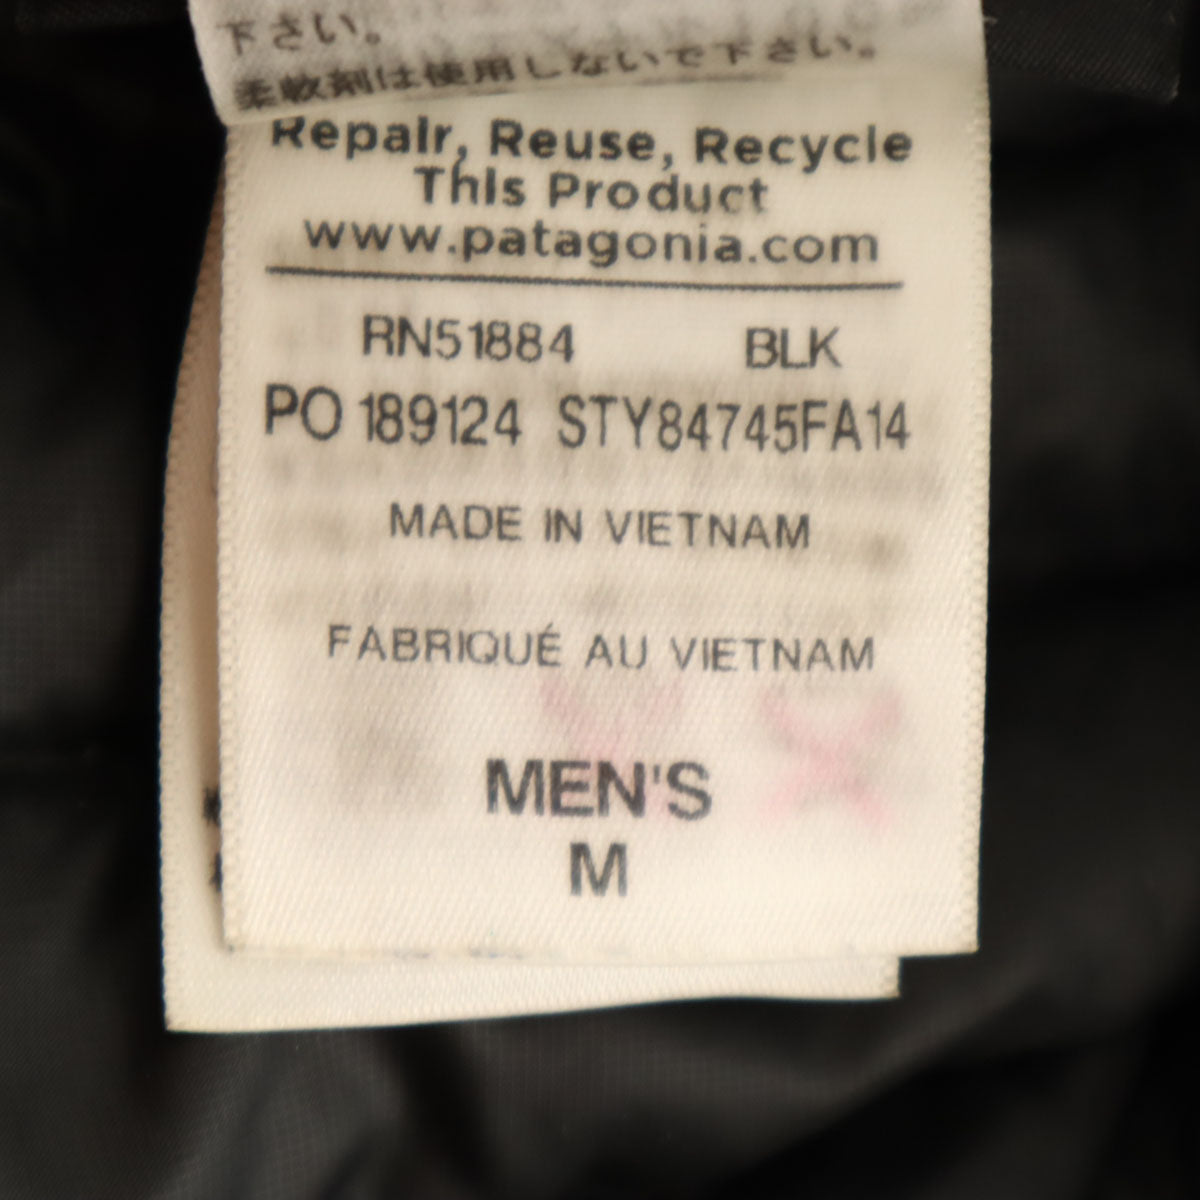 下さい。
柔軟剤は使用しないで下さい。
Repair, Reuse, Recycle
This Product
www.patagonia.com
RN51884 BLK
PO 189124 STY84745FA14
MADE IN VIETNAM
FABRIQUÉ AU VIETNAM
MEN'S
M